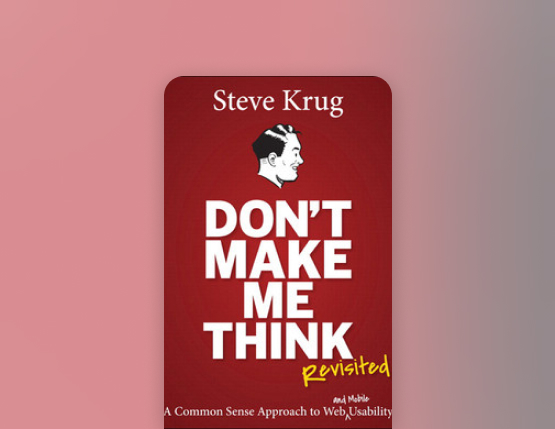 Steve Krug
DON'T
MAKE
ME
THINK
Revisited
and Mobile
A Common Sense Approach to Web Usability